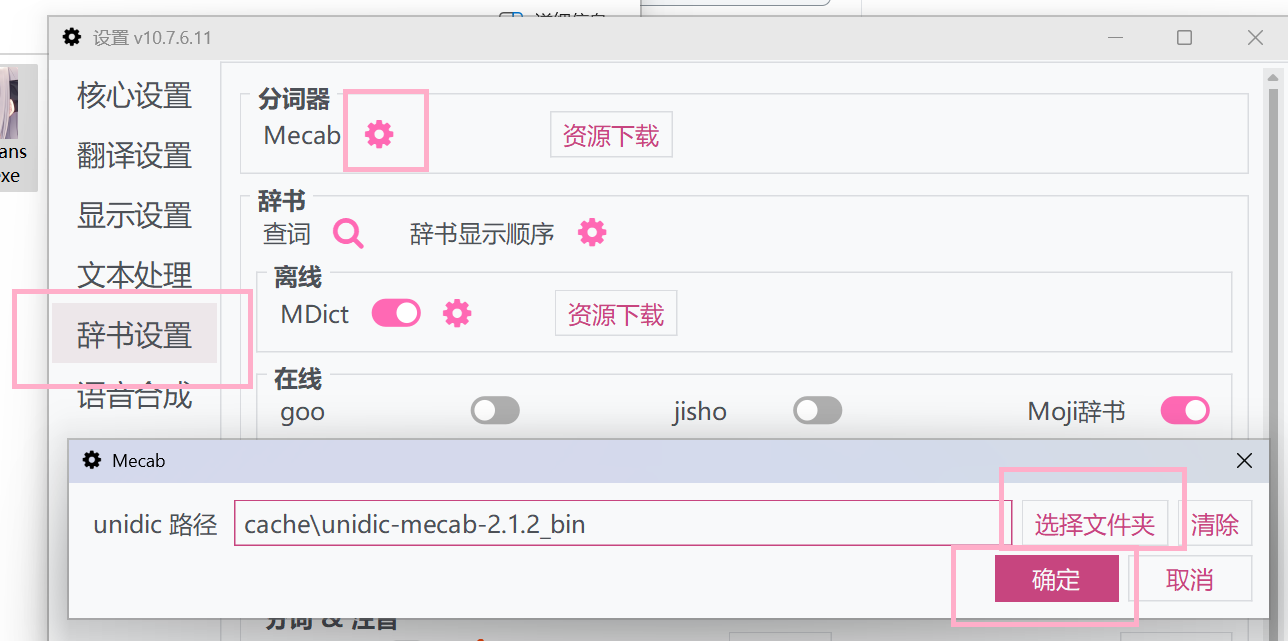 设置 v10.7.6.11
ans
xe
核心设置
翻译设置
显示设置
文本处理
辞书设置
语音合成
分词器
Mecab
资源下载
辞书
查词
辞书显示顺序
离线
MDict
资源下载
在线
goo
jisho
Moji辞书
Mecab
unidic 路径
cache\unidic-mecab-2.1.2_bin
选择文件夹
清除
确定
取消
分词 & 注音